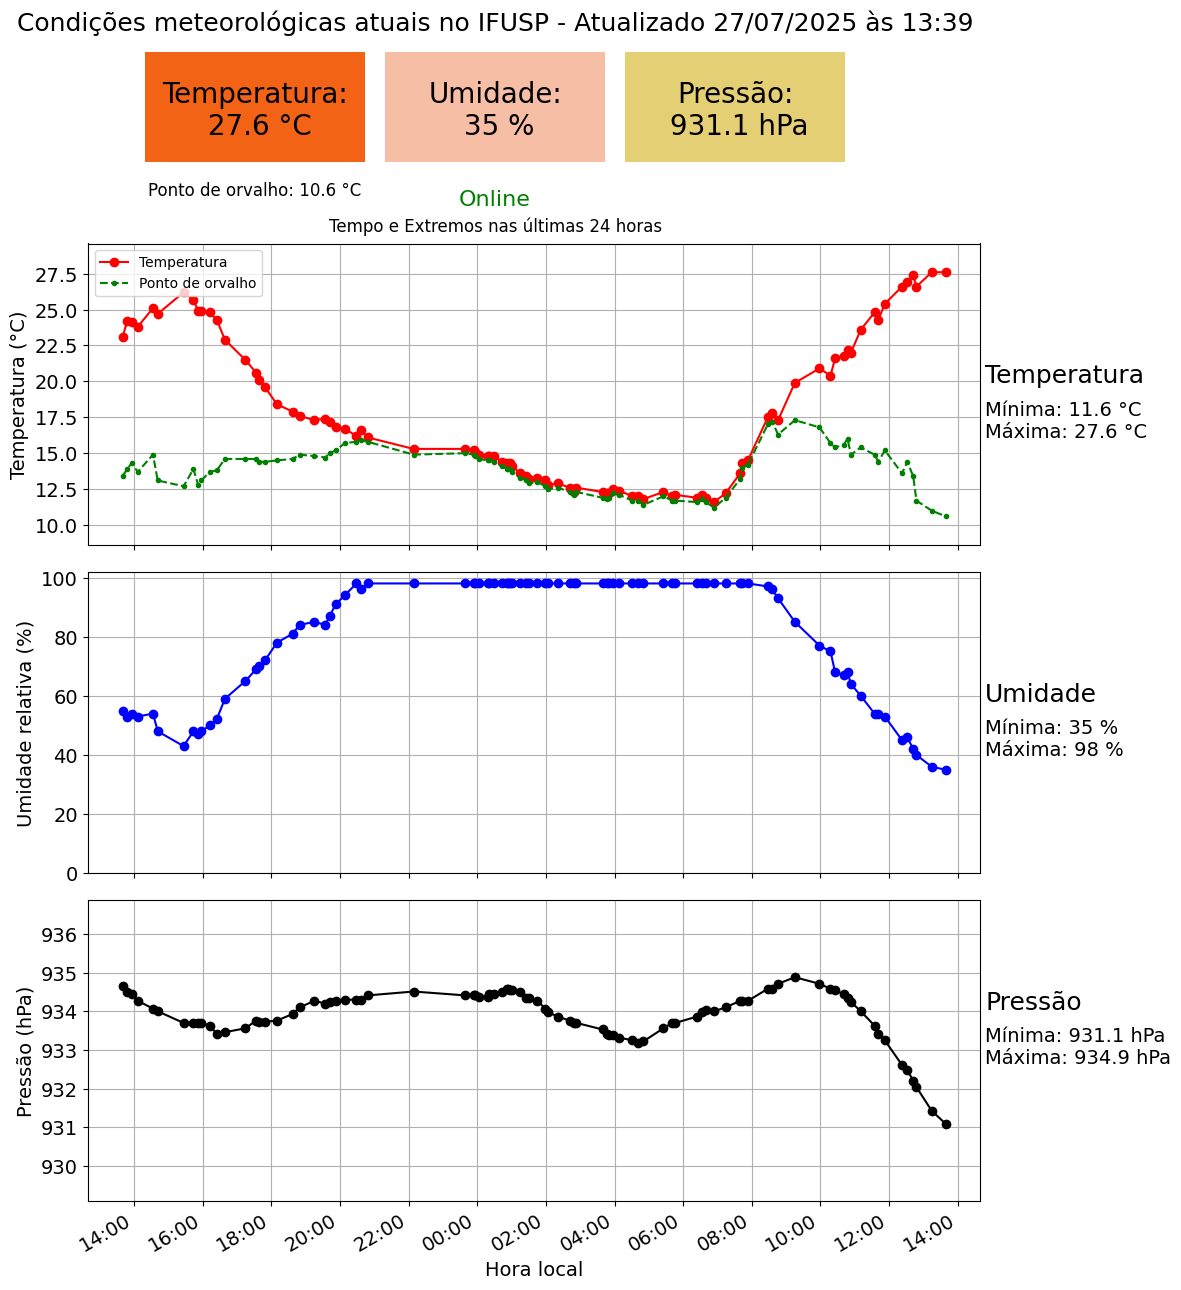 Condições meteorológicas atuais no IFUSP - Atualizado 27/07/2025 às 13:39
Temperatura:
27.6 °C
Umidade:
35 %
Pressão:
931.1 hPa
Ponto de orvalho: 10.6 °C
Online
Tempo e Extremos nas últimas 24 horas
Temperatura
Ponto de orvalho
Temperatura (°C)
27.5
25.0
22.5
20.0
17.5
15.0
12.5
10.0
Temperatura
Mínima: 11.6 °C
Máxima: 27.6 °C
Umidade relativa (%)
100
80
60
40
20
0
Umidade
Mínima: 35 %
Máxima: 98 %
Pressão (hPa)
936
935
934
933
932
931
930
Pressão
Mínima: 931.1 hPa
Máxima: 934.9 hPa
14:00 16:00 18:00 20:00 22:00 00:00 02:00 04:00 06:00 08:00 10:00 12:00 14:00
Hora local